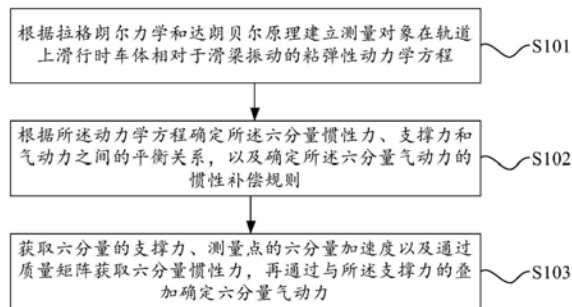 根据拉格朗尔力学和达朗贝尔原理建立测量对象在轨道
上滑行时车体相对于滑梁振动的粘弹性动力学方程
S101
根据所述动力学方程确定所述六分量惯性力、支撑力和
气动力之间的平衡关系，以及确定所述六分量气动力的
惯性补偿规则
S102
获取六分量的支撑力、测量点的六分量加速度以及通过
质量矩阵获取六分量惯性力，再通过与所述支撑力的叠
加确定六分量气动力
S103